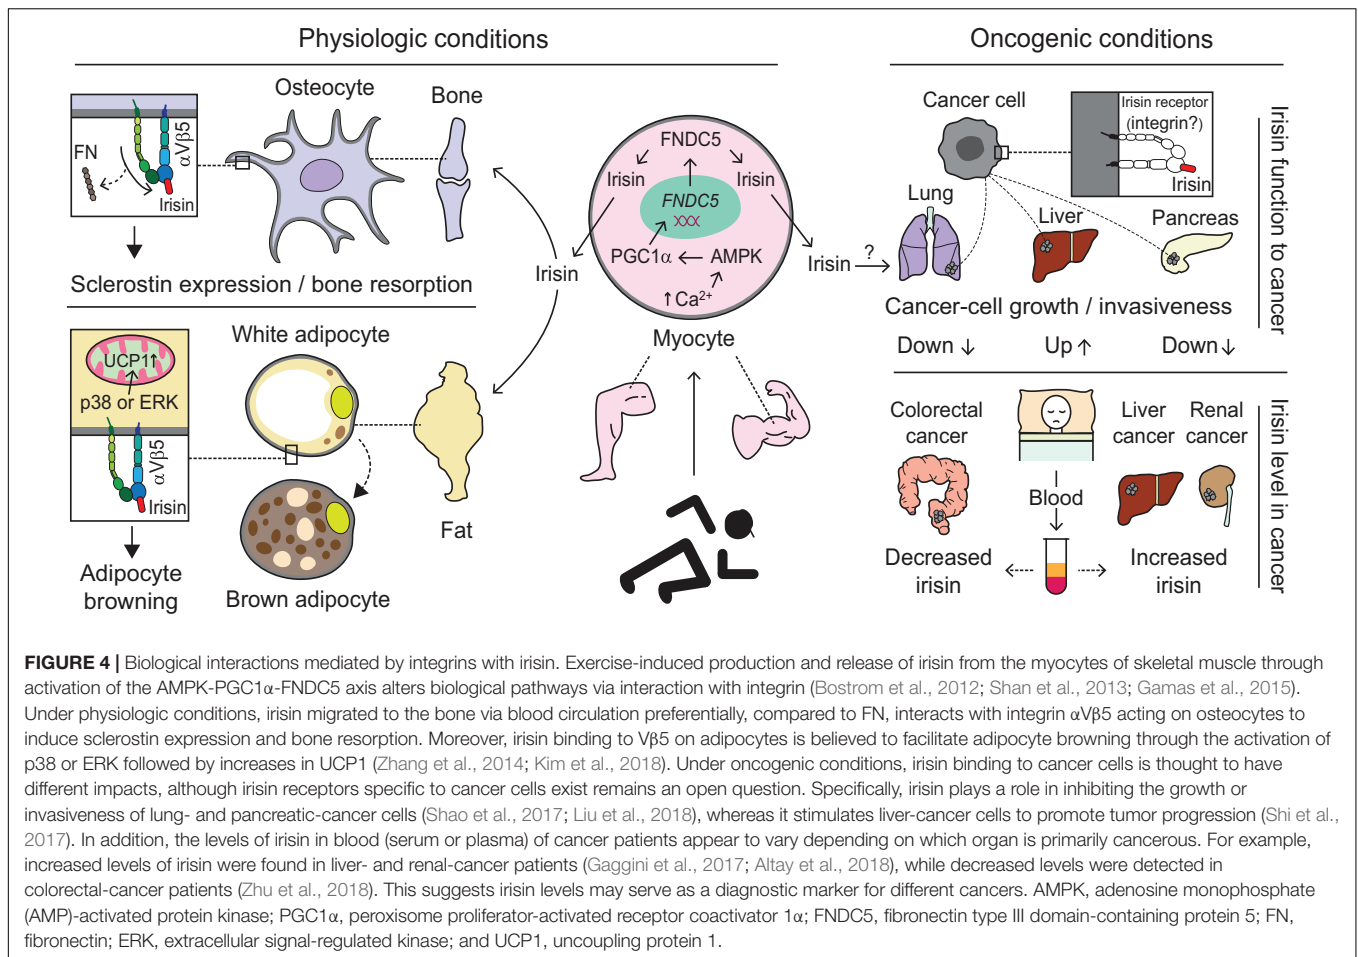 Physiologic conditions
Osteocyte
Bone
αVβ5
FN
Irisin
Sclerostin expression / bone resorption
White adipocyte
UCP1↑
p38 or ERK
αVβ5
Irisin
Adipocyte
browning
Brown adipocyte
Fat
Irisin
FNDC5
Irisin
Irisin
FNDC5
PGC1α
AMPK
↑Ca²⁺
Myocyte
Irisin
?
Oncogenic conditions
Cancer cell
Irisin receptor
(integrin?)
Irisin
Lung
Liver
Pancreas
Cancer-cell growth / invasiveness
Down ↓
Up ↑
Down ↓
Irisin function to cancer
Colorectal
cancer
Liver
cancer
Renal
cancer
Blood
Decreased
irisin
Increased
irisin
Irisin level in cancer
FIGURE 4 | Biological interactions mediated by integrins with irisin. Exercise-induced production and release of irisin from the myocytes of skeletal muscle through
activation of the AMPK-PGC1α-FNDC5 axis alters biological pathways via interaction with integrin (Bostrom et al., 2012; Shan et al., 2013; Gamas et al., 2015).
Under physiologic conditions, irisin migrated to the bone via blood circulation preferentially, compared to FN, interacts with integrin αVβ5 acting on osteocytes to
induce sclerostin expression and bone resorption. Moreover, irisin binding to Vβ5 on adipocytes is believed to facilitate adipocyte browning through the activation of
p38 or ERK followed by increases in UCP1 (Zhang et al., 2014; Kim et al., 2018). Under oncogenic conditions, irisin binding to cancer cells is thought to have
different impacts, although irisin receptors specific to cancer cells exist remains an open question. Specifically, irisin plays a role in inhibiting the growth or
invasiveness of lung- and pancreatic-cancer cells (Shao et al., 2017; Liu et al., 2018), whereas it stimulates liver-cancer cells to promote tumor progression (Shi et al.,
2017). In addition, the levels of irisin in blood (serum or plasma) of cancer patients appear to vary depending on which organ is primarily cancerous. For example,
increased levels of irisin were found in liver- and renal-cancer patients (Gaggini et al., 2017; Altay et al., 2018), while decreased levels were detected in
colorectal-cancer patients (Zhu et al., 2018). This suggests irisin levels may serve as a diagnostic marker for different cancers. AMPK, adenosine monophosphate
(AMP)-activated protein kinase; PGC1α, peroxisome proliferator-activated receptor coactivator 1α; FNDC5, fibronectin type III domain-containing protein 5; FN,
fibronectin; ERK, extracellular signal-regulated kinase; and UCP1, uncoupling protein 1.